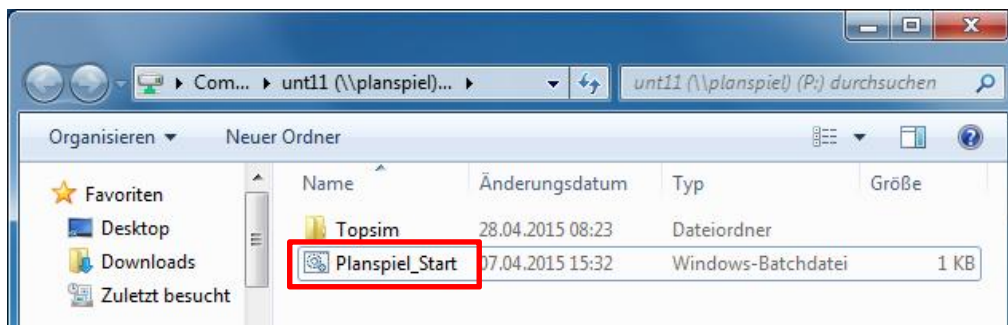 Com... unt11 (\\planspiel)... unt11 (\\planspiel) (P:) durchsuchen
Organisieren Neuer Ordner
Favoriten Name Änderungsdatum Typ Größe
Desktop Topsim 28.04.2015 08:23 Dateiordner
Downloads Planspiel_Start 07.04.2015 15:32 Windows-Batchdatei 1 KB
Zuletzt besucht